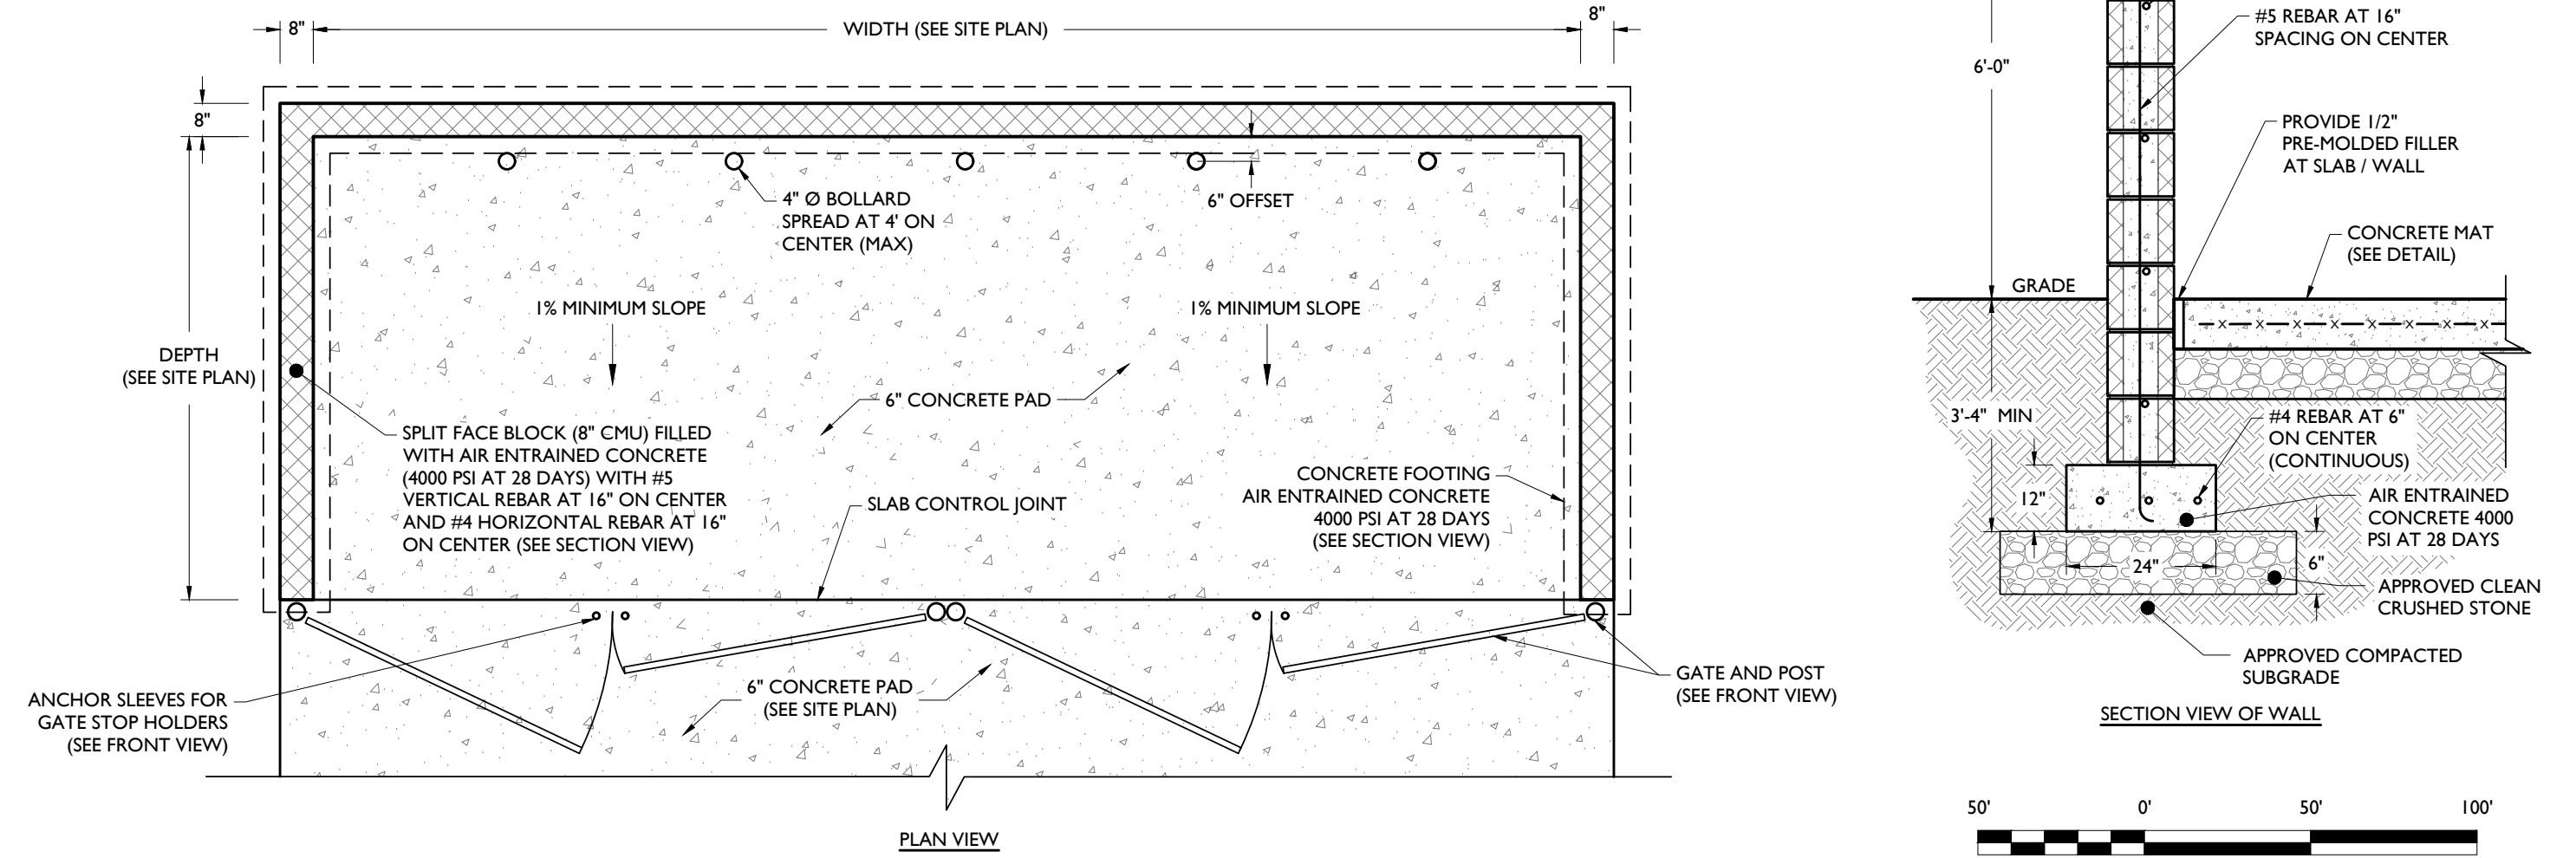 8"
WIDTH (SEE SITE PLAN)
8"
8"
4" Ø BOLLARD
SPREAD AT 4' ON
CENTER (MAX)
6" OFFSET
1% MINIMUM SLOPE
1% MINIMUM SLOPE
DEPTH
(SEE SITE PLAN)
6" CONCRETE PAD
SPLIT FACE BLOCK (8" CMU) FILLED
WITH AIR ENTRAINED CONCRETE
(4000 PSI AT 28 DAYS) WITH #5
VERTICAL REBAR AT 16" ON CENTER
AND #4 HORIZONTAL REBAR AT 16"
ON CENTER (SEE SECTION VIEW)
SLAB CONTROL JOINT
CONCRETE FOOTING
AIR ENTRAINED CONCRETE
4000 PSI AT 28 DAYS
(SEE SECTION VIEW)
ANCHOR SLEEVES FOR
GATE STOP HOLDERS
(SEE FRONT VIEW)
6" CONCRETE PAD
(SEE SITE PLAN)
GATE AND POST
(SEE FRONT VIEW)
PLAN VIEW
#5 REBAR AT 16"
SPACING ON CENTER
6'-0"
PROVIDE 1/2"
PRE-MOLDED FILLER
AT SLAB / WALL
CONCRETE MAT
(SEE DETAIL)
GRADE
x x x x x x x x
3'-4" MIN
#4 REBAR AT 6"
ON CENTER
(CONTINUOUS)
12"
AIR ENTRAINED
CONCRETE 4000
PSI AT 28 DAYS
24"
6"
APPROVED CLEAN
CRUSHED STONE
APPROVED COMPACTED
SUBGRADE
SECTION VIEW OF WALL
50' 0' 50' 100'